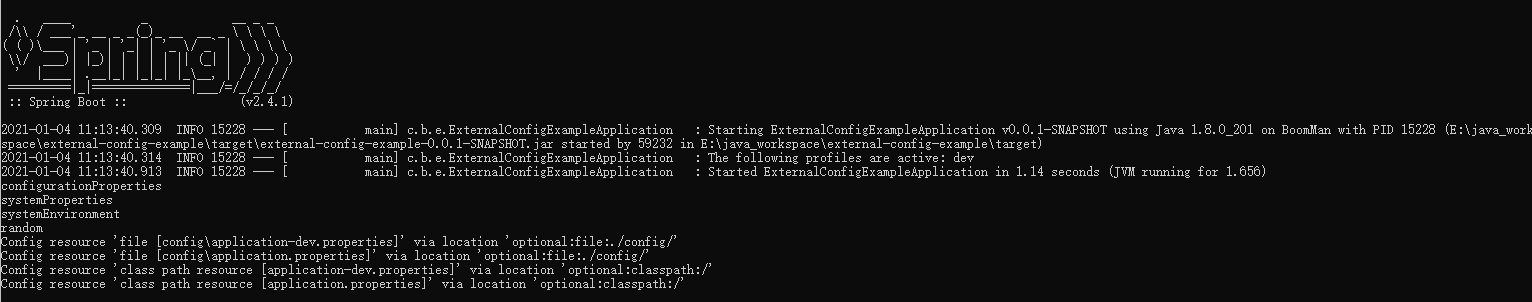 :: Spring Boot ::                (v2.4.1)
2021-01-04 11:13:40.309  INFO 15228 --- [           main] c.b.e.ExternalConfigExampleApplication   : Starting ExternalConfigExampleApplication v0.0.1-SNAPSHOT using Java 1.8.0_201 on BoomMan with PID 15228 (E:\java_work
space\external-config-example\target\external-config-example-0.0.1-SNAPSHOT.jar started by 59232 in E:\java_workspace\external-config-example\target)
2021-01-04 11:13:40.314  INFO 15228 --- [           main] c.b.e.ExternalConfigExampleApplication   : The following profiles are active: dev
2021-01-04 11:13:40.913  INFO 15228 --- [           main] c.b.e.ExternalConfigExampleApplication   : Started ExternalConfigExampleApplication in 1.14 seconds (JVM running for 1.656)
configurationProperties
systemProperties
systemEnvironment
random
Config resource 'file [config\application-dev.properties]' via location 'optional:file:./config/'
Config resource 'file [config\application.properties]' via location 'optional:file:./config/'
Config resource 'class path resource [application-dev.properties]' via location 'optional:classpath:/'
Config resource 'class path resource [application.properties]' via location 'optional:classpath:/'